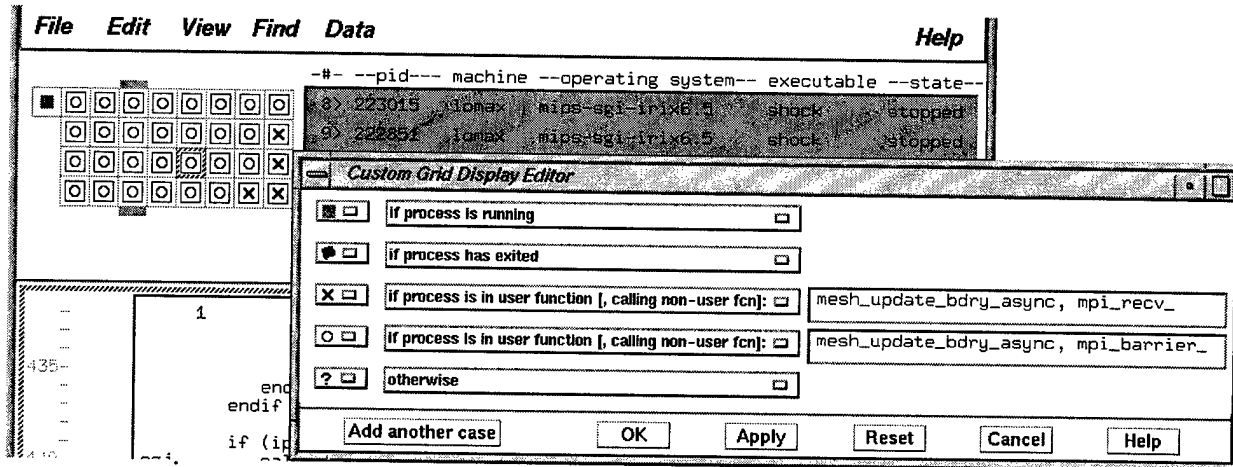 File Edit View Find Data Help
-#- --pid--- machine --operating system-- executable --state--
8> 223015 lomax mips-sgi-irix6.5 shock stopped
9> 222851 lomax mips-sgi-irix6.5 shock stopped
Custom Grid Display Editor
if process is running
if process has exited
X if process is in user function [, calling non-user fcn]: mesh_update_bdry_async, mpi_recv_
O if process is in user function [, calling non-user fcn]: mesh_update_bdry_async, mpi_barrier_
? otherwise
Add another case OK Apply Reset Cancel Help
1
435-
end
endif
if (ip